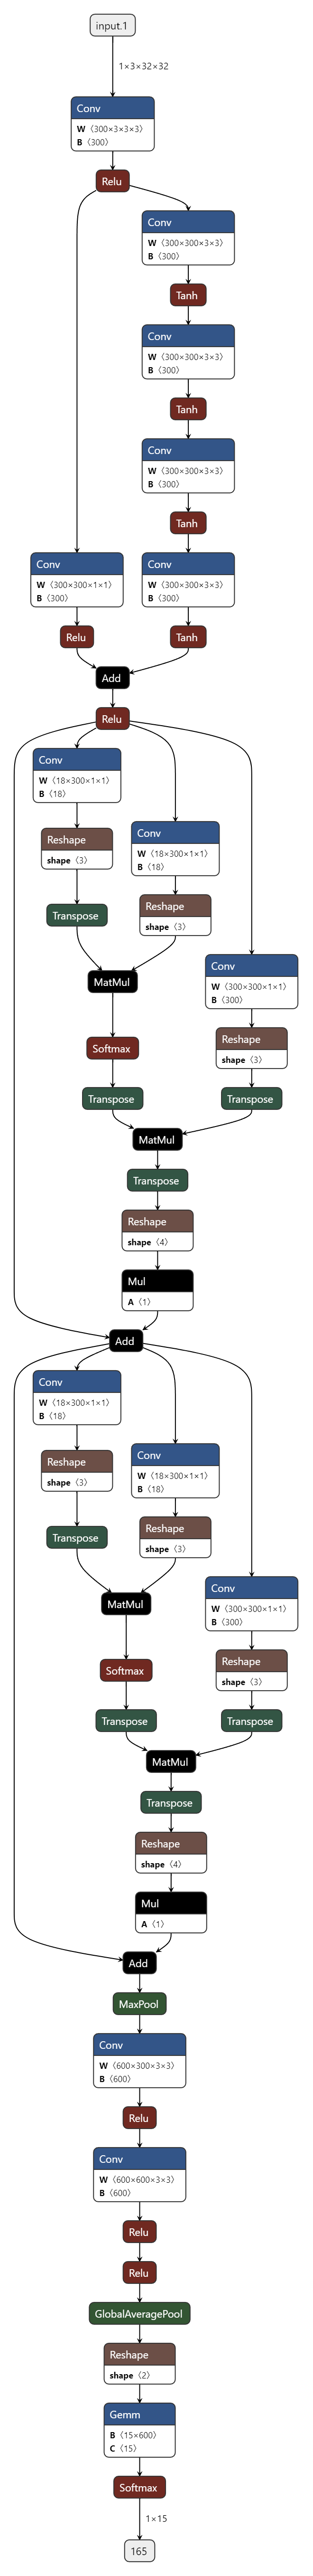 input.1
1×3×32×32
Conv
W ⟨300×3×3×3⟩
B ⟨300⟩
Relu
Conv
W ⟨300×300×3×3⟩
B ⟨300⟩
Tanh
Conv
W ⟨300×300×3×3⟩
B ⟨300⟩
Tanh
Conv
W ⟨300×300×3×3⟩
B ⟨300⟩
Tanh
Conv
W ⟨300×300×1×1⟩
B ⟨300⟩
Relu
Conv
W ⟨300×300×3×3⟩
B ⟨300⟩
Tanh
Add
Relu
Conv
W ⟨18×300×1×1⟩
B ⟨18⟩
Reshape
shape ⟨3⟩
Transpose
Conv
W ⟨18×300×1×1⟩
B ⟨18⟩
Reshape
shape ⟨3⟩
MatMul
Softmax
Transpose
Conv
W ⟨300×300×1×1⟩
B ⟨300⟩
Reshape
shape ⟨3⟩
Transpose
MatMul
Transpose
Reshape
shape ⟨4⟩
Mul
A ⟨1⟩
Add
Conv
W ⟨18×300×1×1⟩
B ⟨18⟩
Reshape
shape ⟨3⟩
Transpose
Conv
W ⟨18×300×1×1⟩
B ⟨18⟩
Reshape
shape ⟨3⟩
MatMul
Softmax
Transpose
Conv
W ⟨300×300×1×1⟩
B ⟨300⟩
Reshape
shape ⟨3⟩
Transpose
MatMul
Transpose
Reshape
shape ⟨4⟩
Mul
A ⟨1⟩
Add
MaxPool
Conv
W ⟨600×300×3×3⟩
B ⟨600⟩
Relu
Conv
W ⟨600×600×3×3⟩
B ⟨600⟩
Relu
Relu
GlobalAveragePool
Reshape
shape ⟨2⟩
Gemm
B ⟨15×600⟩
C ⟨15⟩
Softmax
1×15
165